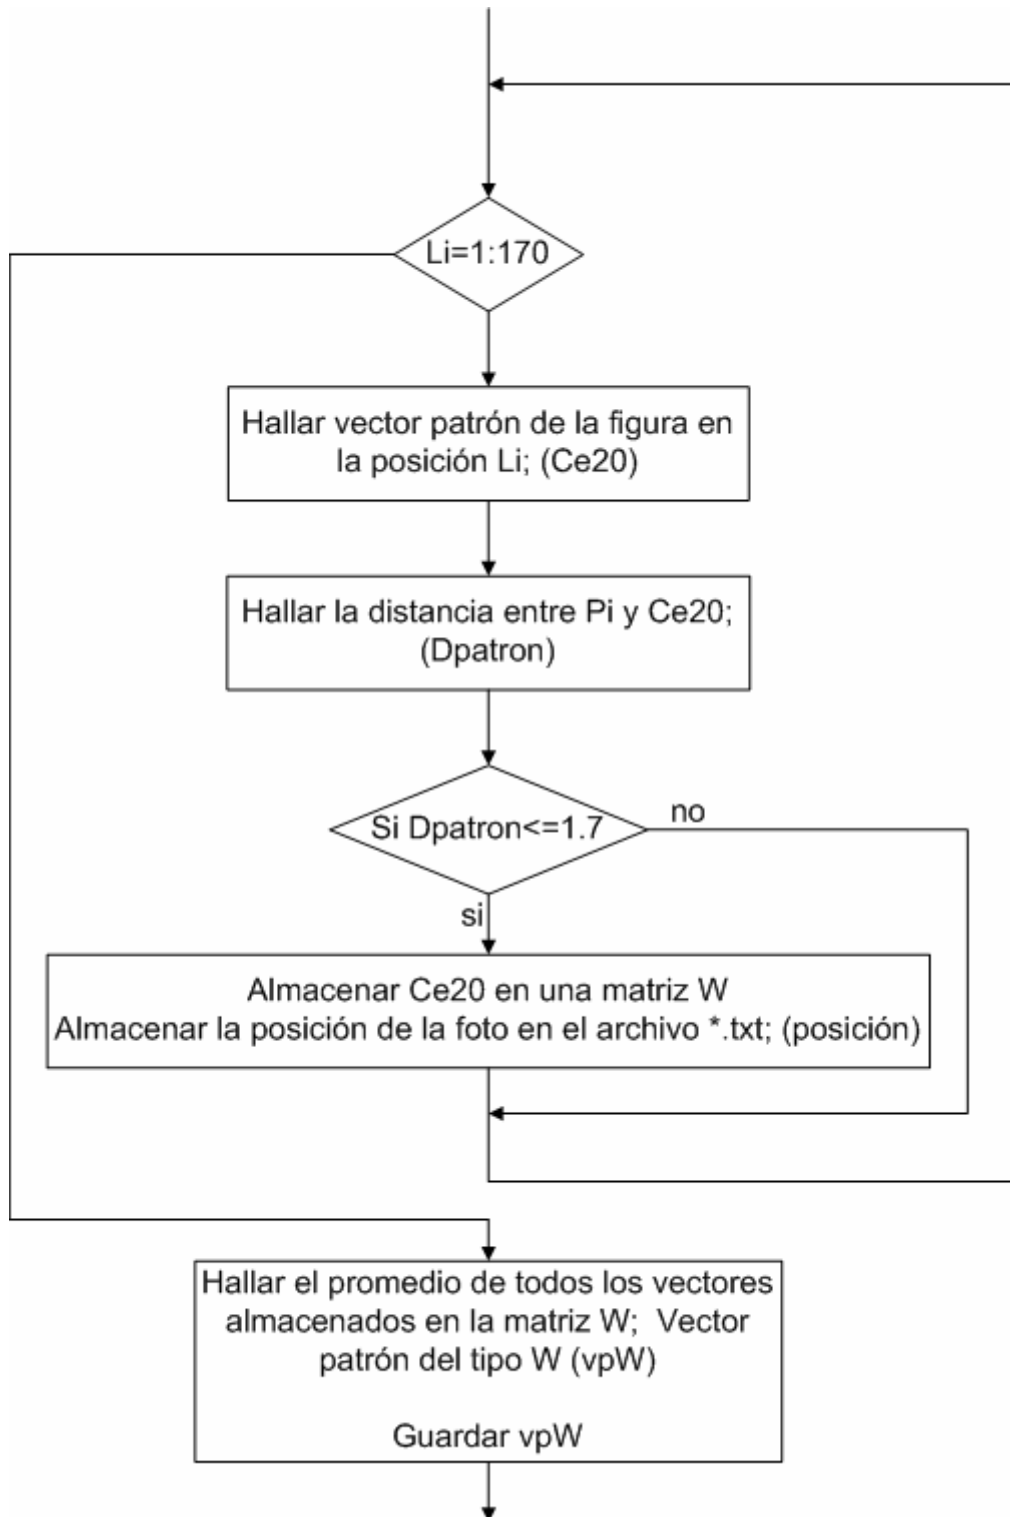 Li=1:170
Hallar vector patrón de la figura en
la posición Li; (Ce20)
Hallar la distancia entre Pi y Ce20;
(Dpatron)
Si Dpatron<=1.7
no
si
Almacenar Ce20 en una matriz W
Almacenar la posición de la foto en el archivo *.txt; (posición)
Hallar el promedio de todos los vectores
almacenados en la matriz W;  Vector
patrón del tipo W (vpW)
Guardar vpW